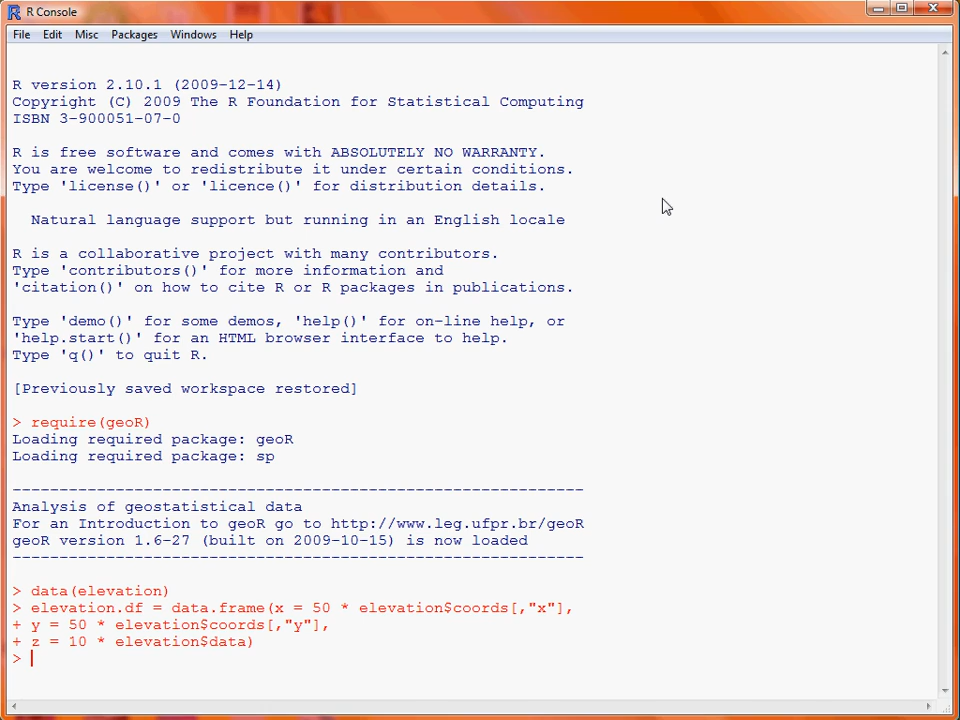 R Console
File Edit Misc Packages Windows Help
R version 2.10.1 (2009-12-14)
Copyright (C) 2009 The R Foundation for Statistical Computing
ISBN 3-900051-07-0
R is free software and comes with ABSOLUTELY NO WARRANTY.
You are welcome to redistribute it under certain conditions.
Type 'license()' or 'licence()' for distribution details.
Natural language support but running in an English locale
R is a collaborative project with many contributors.
Type 'contributors()' for more information and
'citation()' on how to cite R or R packages in publications.
Type 'demo()' for some demos, 'help()' for on-line help, or
'help.start()' for an HTML browser interface to help.
Type 'q()' to quit R.
[Previously saved workspace restored]
> require(geoR)
Loading required package: geoR
Loading required package: sp
-------------------------------------------------------------
Analysis of geostatistical data
For an Introduction to geoR go to http://www.leg.ufpr.br/geoR
geoR version 1.6-27 (built on 2009-10-15) is now loaded
-------------------------------------------------------------
> data(elevation)
> elevation.df = data.frame(x = 50 * elevation$coords[,"x"],
+ y = 50 * elevation$coords[,"y"],
+ z = 10 * elevation$data)
>